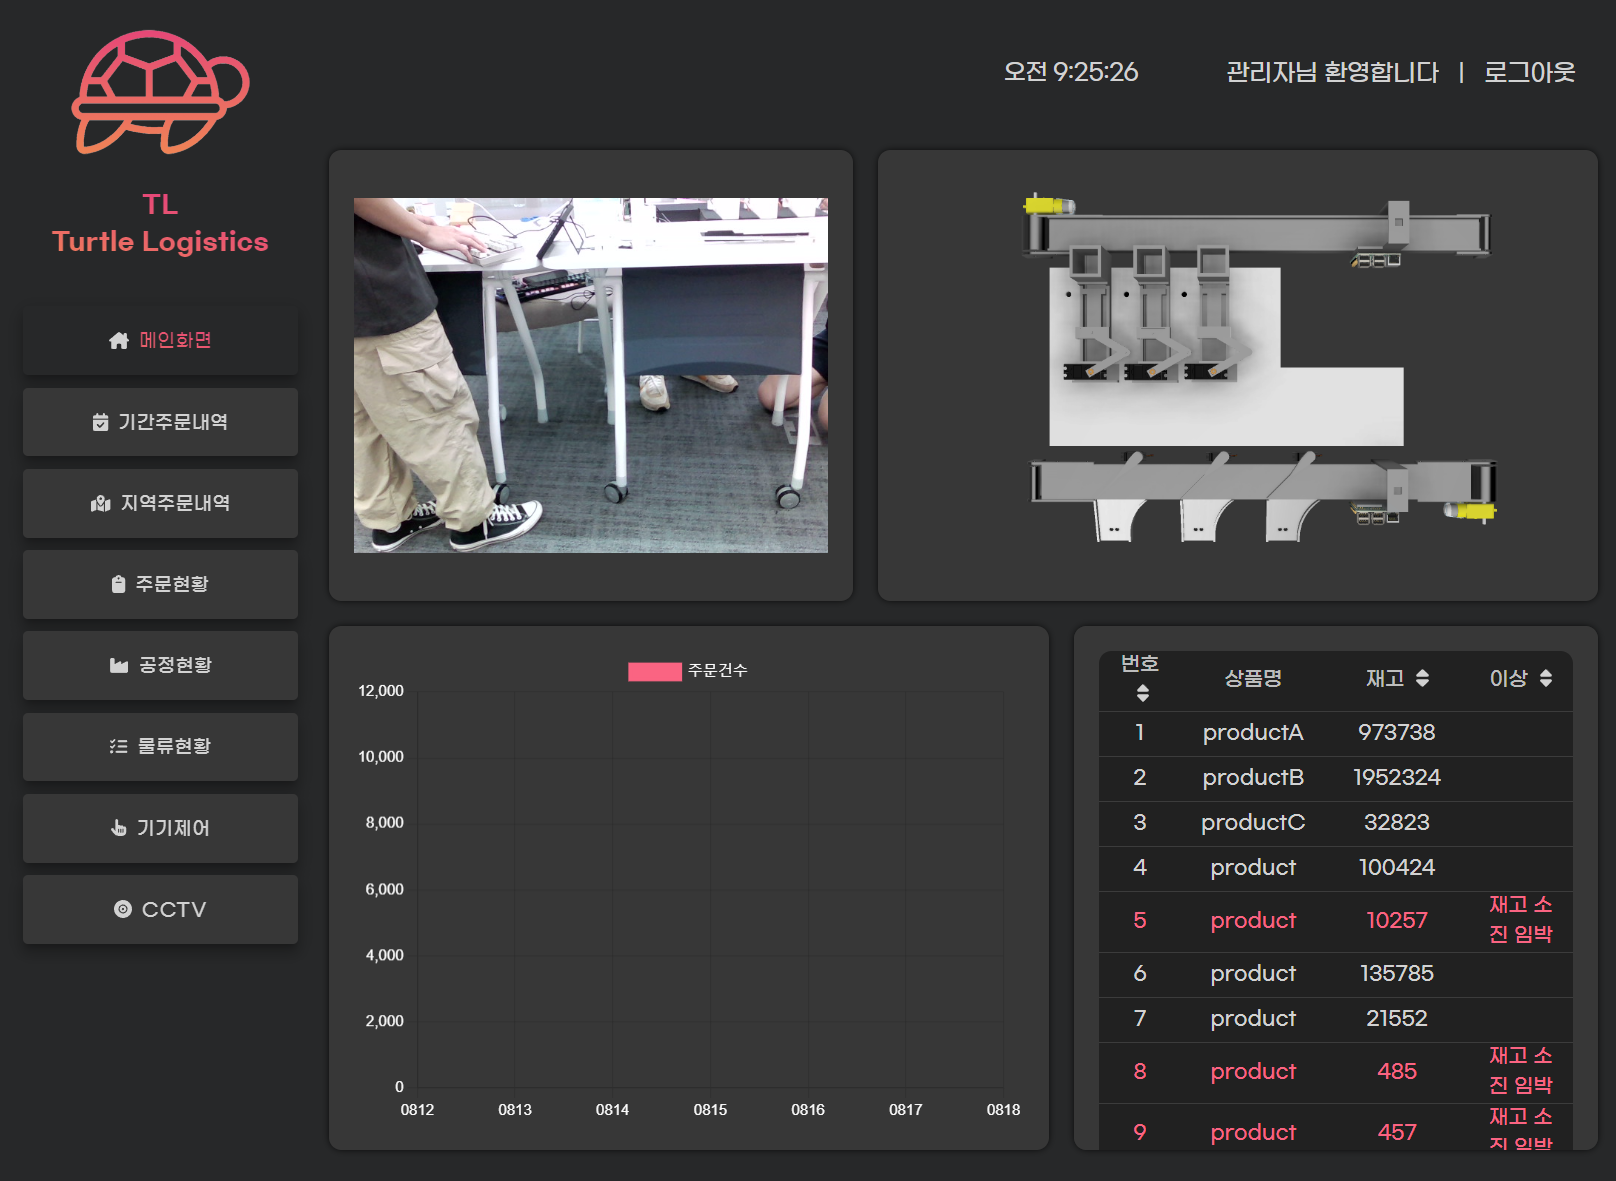 오전 9:25:26
관리자님 환영합니다 | 로그아웃
TL
Turtle Logistics
메인화면
기간주문내역
지역주문내역
주문현황
공정현황
물류현황
기기제어
CCTV
주문건수
12,000
10,000
8,000
6,000
4,000
2,000
0
0812 0813 0814 0815 0816 0817 0818
번호 상품명 재고 이상
1 productA 973738
2 productB 1952324
3 productC 32823
4 product 100424
5 product 10257 재고 소
진 임박
6 product 135785
7 product 21552
8 product 485 재고 소
진 임박
9 product 457 재고 소
진 임박